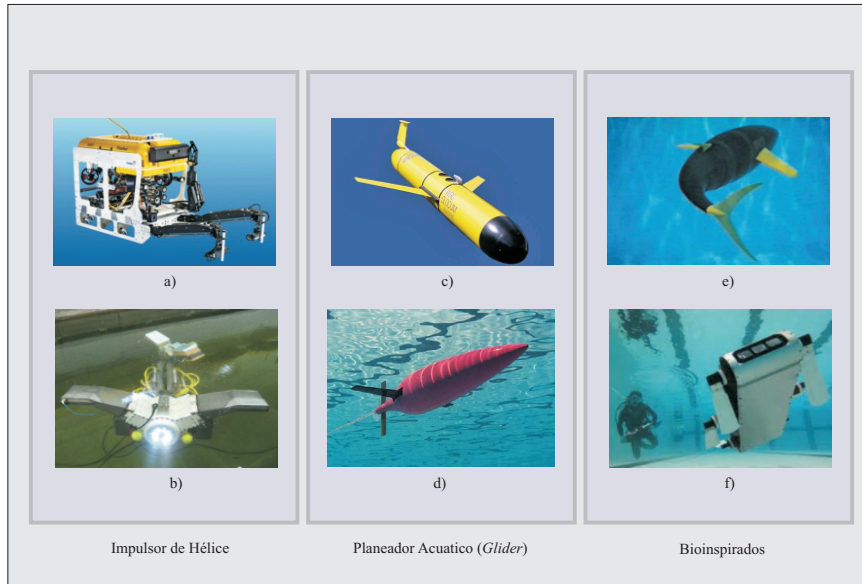 a)
c)
e)
b)
d)
f)
Impulsor de Hélice
Planeador Acuatico (Glider)
Bioinspirados